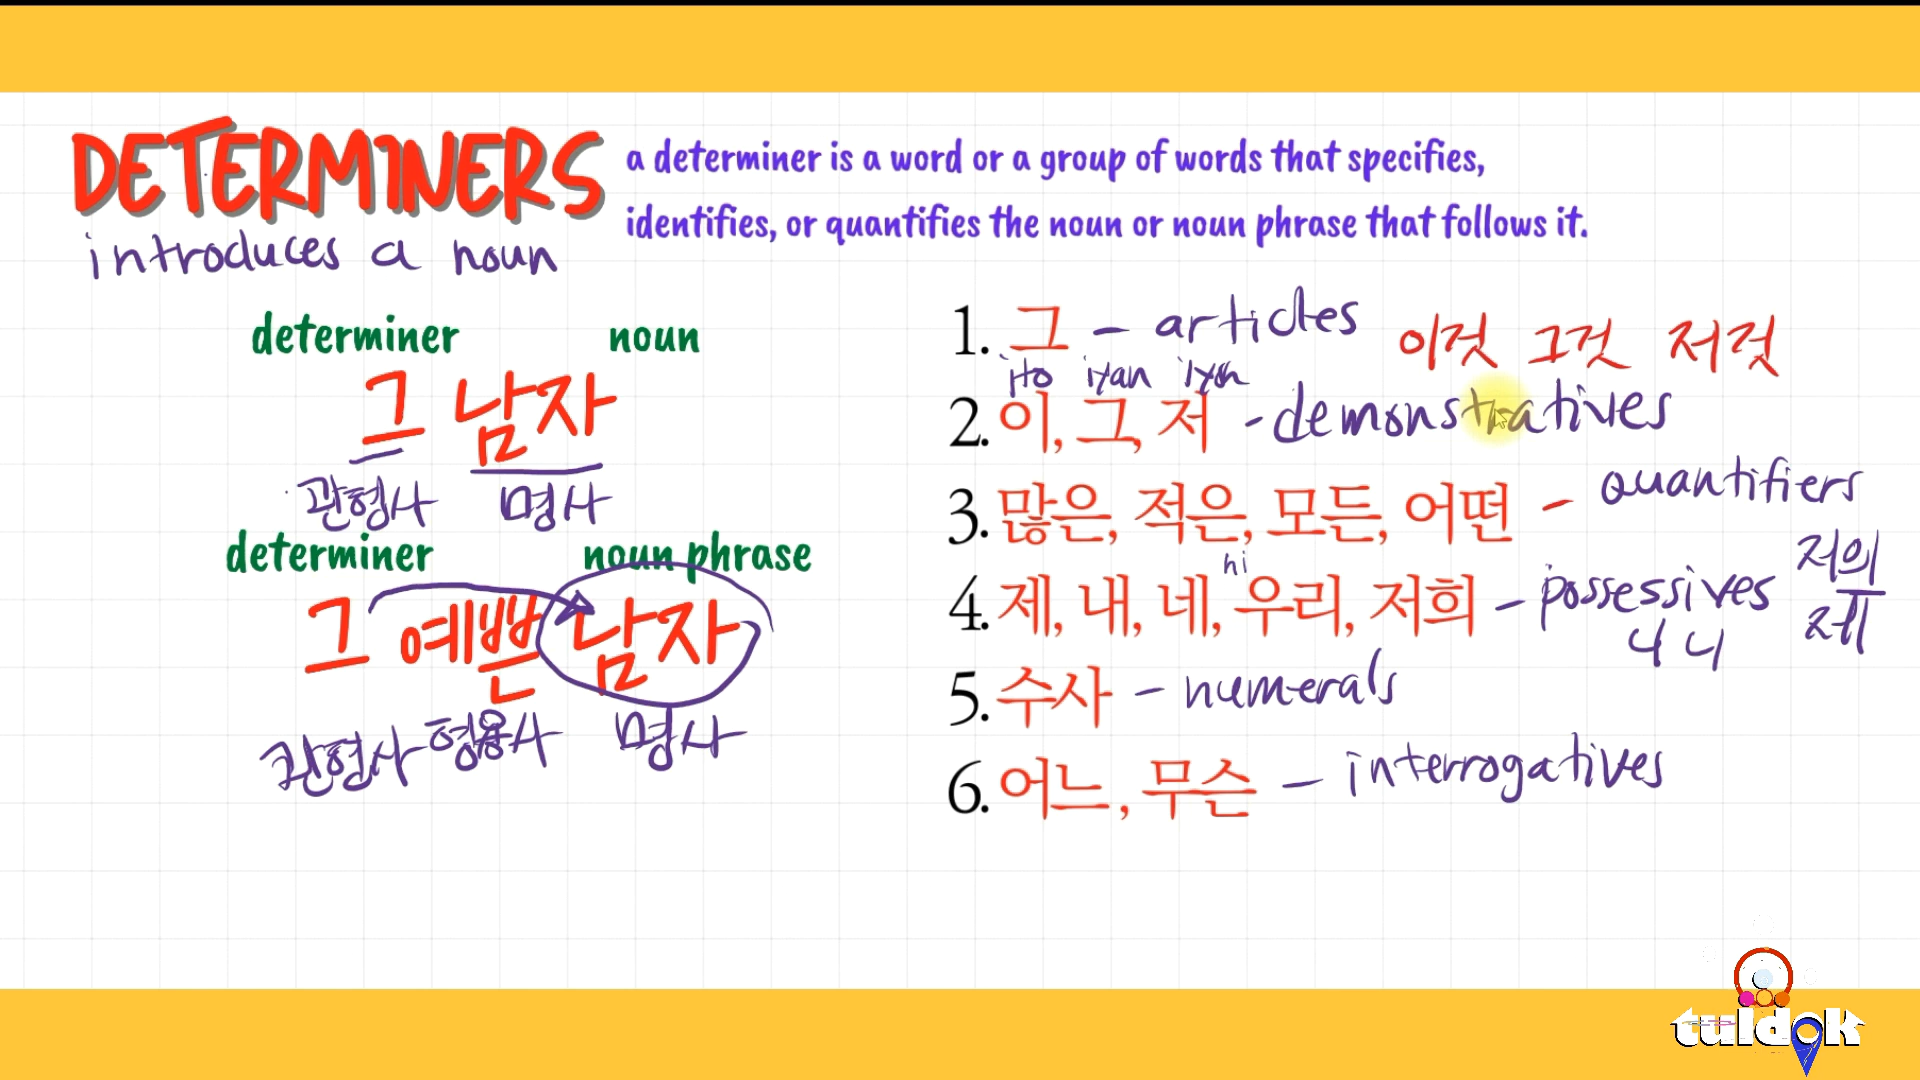 DETERMINERS
introduces a noun
a determiner is a word or a group of words that specifies,
identifies, or quantifies the noun or noun phrase that follows it.
determiner noun
그 남자
관형사 명사
determiner noun phrase
그 예쁜 남자
관형사 형용사 명사
1. 그 - articles 이것 그것 저것
ito iyan iyon
2. 이, 그, 저 - demonstratives
3. 많은, 적은, 모든, 어떤 - quantifiers
hi
4. 제, 내, 네, 우리, 저희 - possessives
저의
제
5. 수사 - numerals
6. 어느, 무슨 - interrogatives
tuldok